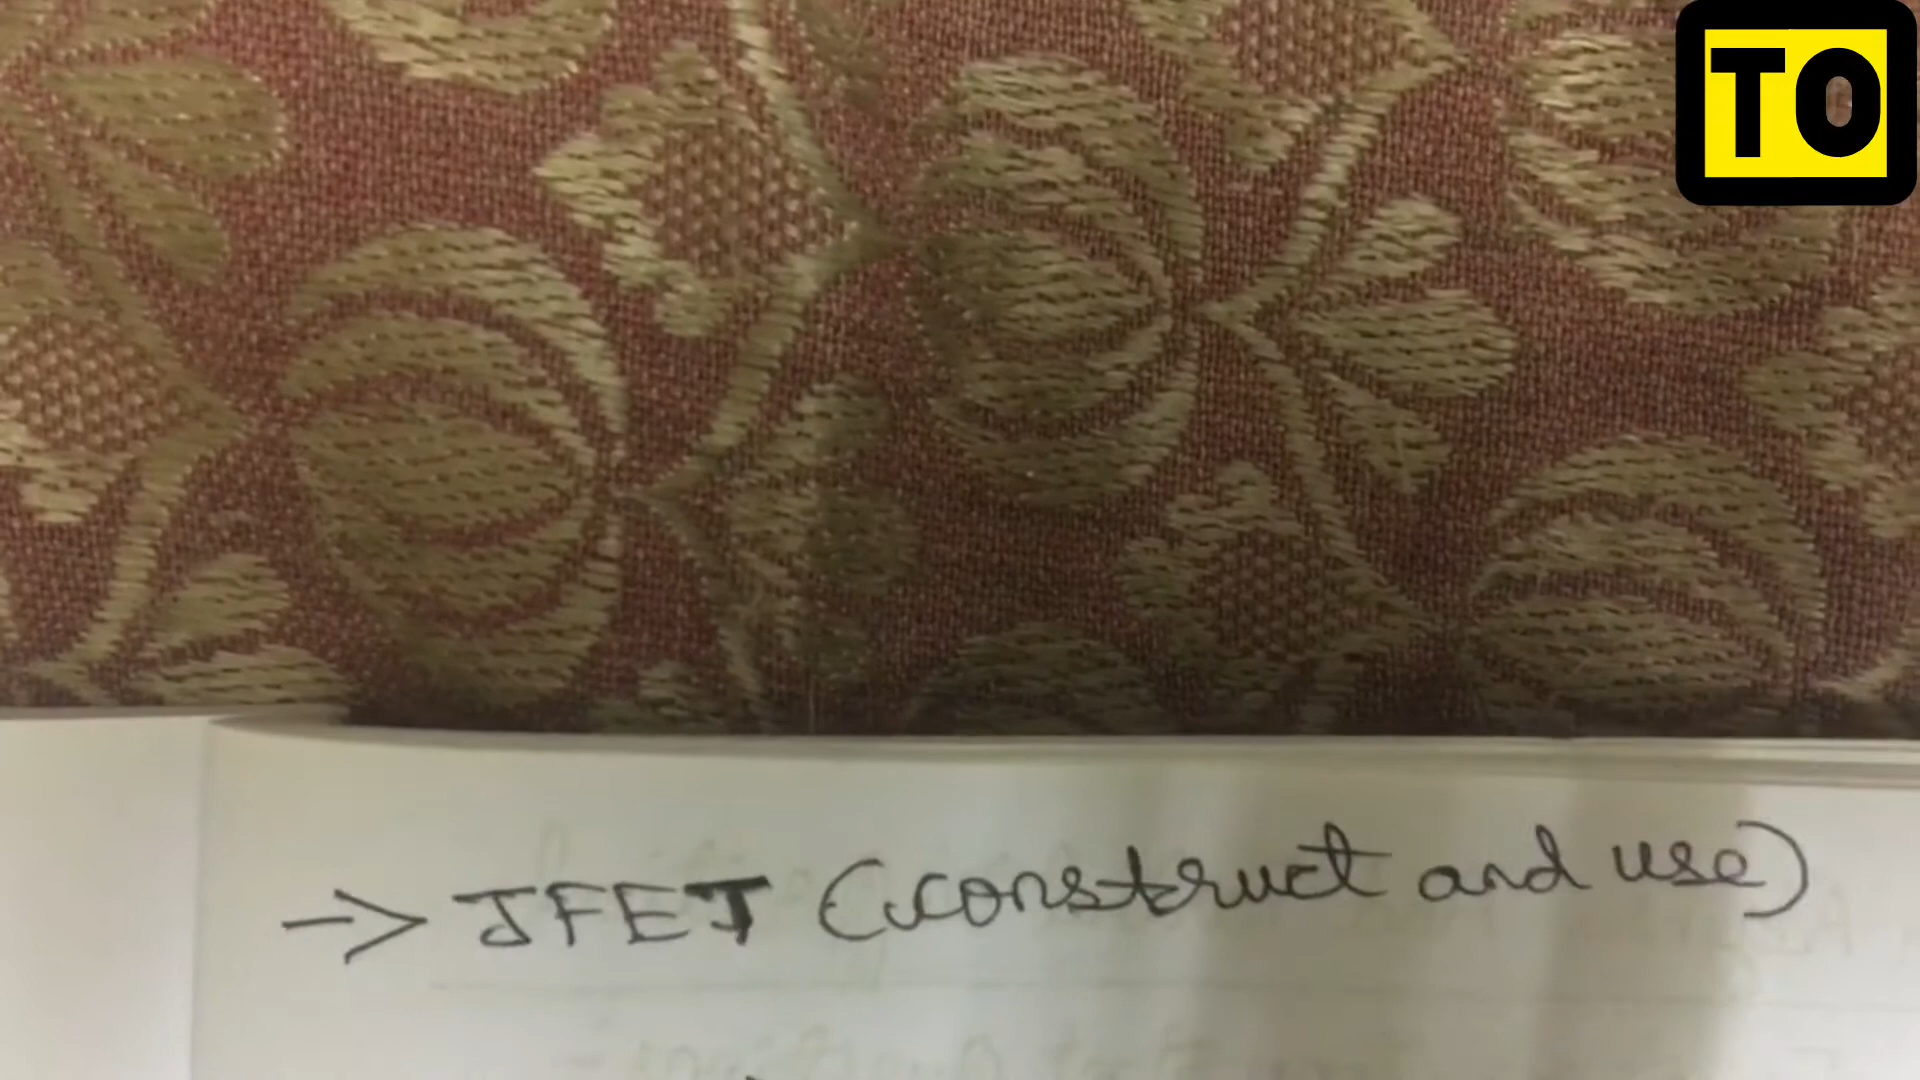 TO
-> JFET (construct and use)